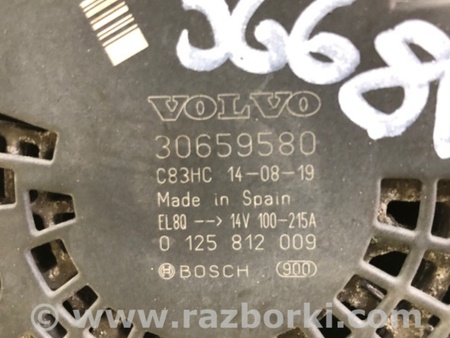 3668
VOLVO
30659580
C83HC 14-08-19
Made in Spain
EL80 --> 14V 100-215A
0 125 812 009
BOSCH 900
www.razborki.com